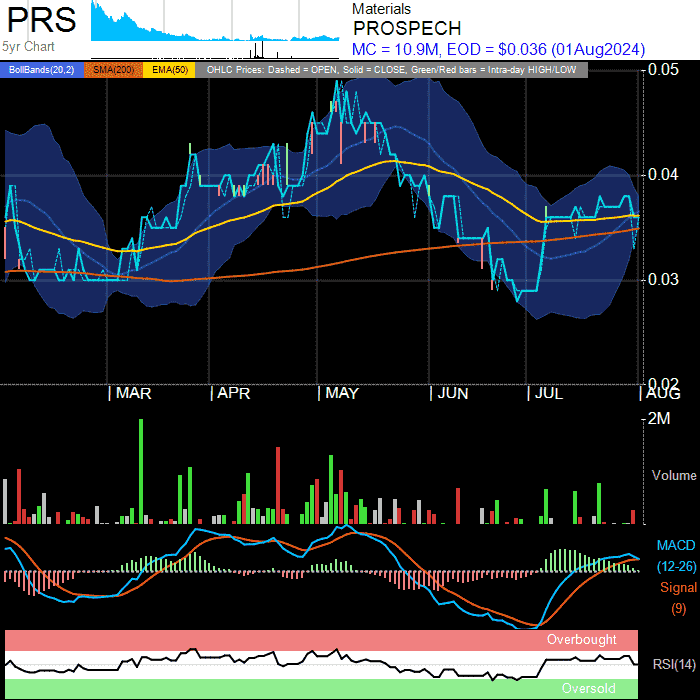 PRS
5yr Chart
Materials
PROSPECH
MC = 10.9M, EOD = $0.036 (01Aug2024)
BollBands(20,2) SMA(200) EMA(50) OHLC Prices: Dashed = OPEN, Solid = CLOSE, Green/Red bars = Intra-day HIGH/LOW
0.05
0.04
0.03
0.02
MAR APR MAY JUN JUL AUG
2M
Volume
MACD
(12-26)
Signal
(9)
Overbought
RSI(14)
Oversold